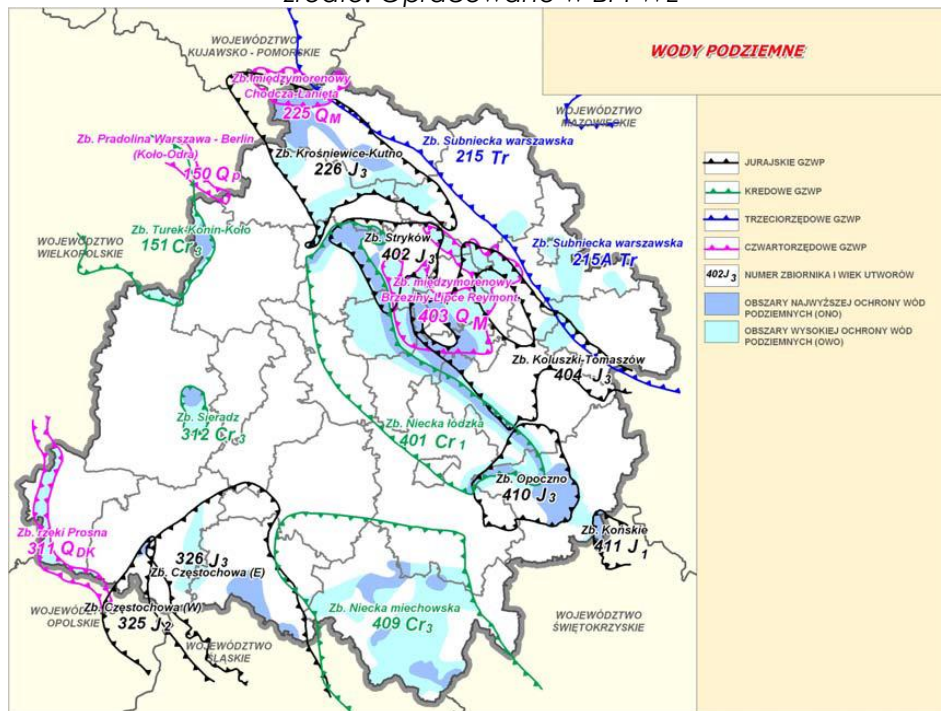 źródło: Opracowano w BPPWŁ
WODY PODZIEMNE
WOJEWÓDZTWO
KUJAWSKO - POMORSKIE
Zb. międzymorenowy
Chodcza-Łanięta
225 QM
WOJEWÓDZTWO
MAZOWIECKIE
Zb. Pradolina Warszawa - Berlin
(Koło-Odra)
150 Qp
Zb. Subniecka warszawska
215 Tr
Zb. Krośniewice-Kutno
226 J3
JURAJSKIE GZWP
KREDOWE GZWP
TRZECIORZĘDOWE GZWP
CZWARTORZĘDOWE GZWP
402J3 NUMER ZBIORNIKA I WIEK UTWORÓW
OBSZARY NAJWYŻSZEJ OCHRONY WÓD
PODZIEMNYCH (ONO)
OBSZARY WYSOKIEJ OCHRONY WÓD
PODZIEMNYCH (OWO)
Zb. Turek-Konin-Koło
151 Cr3
WOJEWÓDZTWO
WIELKOPOLSKIE
Zb. Stryków
402 J3
Zb. Subniecka warszawska
215A Tr
Zb. międzymorenowy
Brzeziny-Lipce Reymont.
403 QM
Zb. Koluszki-Tomaszów
404 J3
Zb. Sieradz
312 Cr3
Zb. Niecka łódzka
401 Cr1
Zb. Opoczno
410 J3
Zb. rzeki Prosna
311 QDK
326 J3
Zb. Częstochowa (E)
Zb. Końskie
411 J1
WOJEWÓDZTWO
OPOLSKIE
Zb. Częstochowa (W)
325 J2
Zb. Niecka miechowska
409 Cr3
WOJEWÓDZTWO
ŚWIĘTOKRZYSKIE
WOJEWÓDZTWO
ŚLĄSKIE